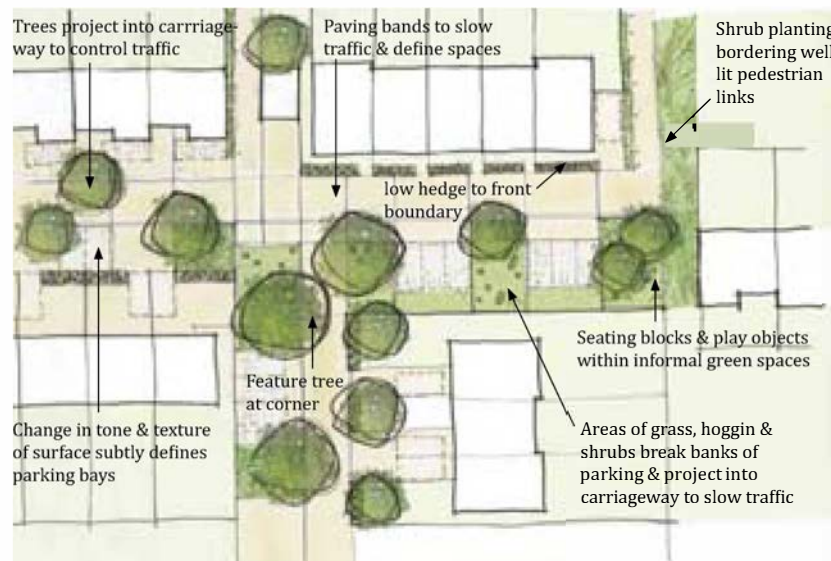 Trees project into carrriage-
way to control traffic
Paving bands to slow
traffic & define spaces
Shrub planting
bordering well
lit pedestrian
links
low hedge to front
boundary
Seating blocks & play objects
within informal green spaces
Feature tree
at corner
Change in tone & texture
of surface subtly defines
parking bays
Areas of grass, hoggin &
shrubs break banks of
parking & project into
carriageway to slow traffic